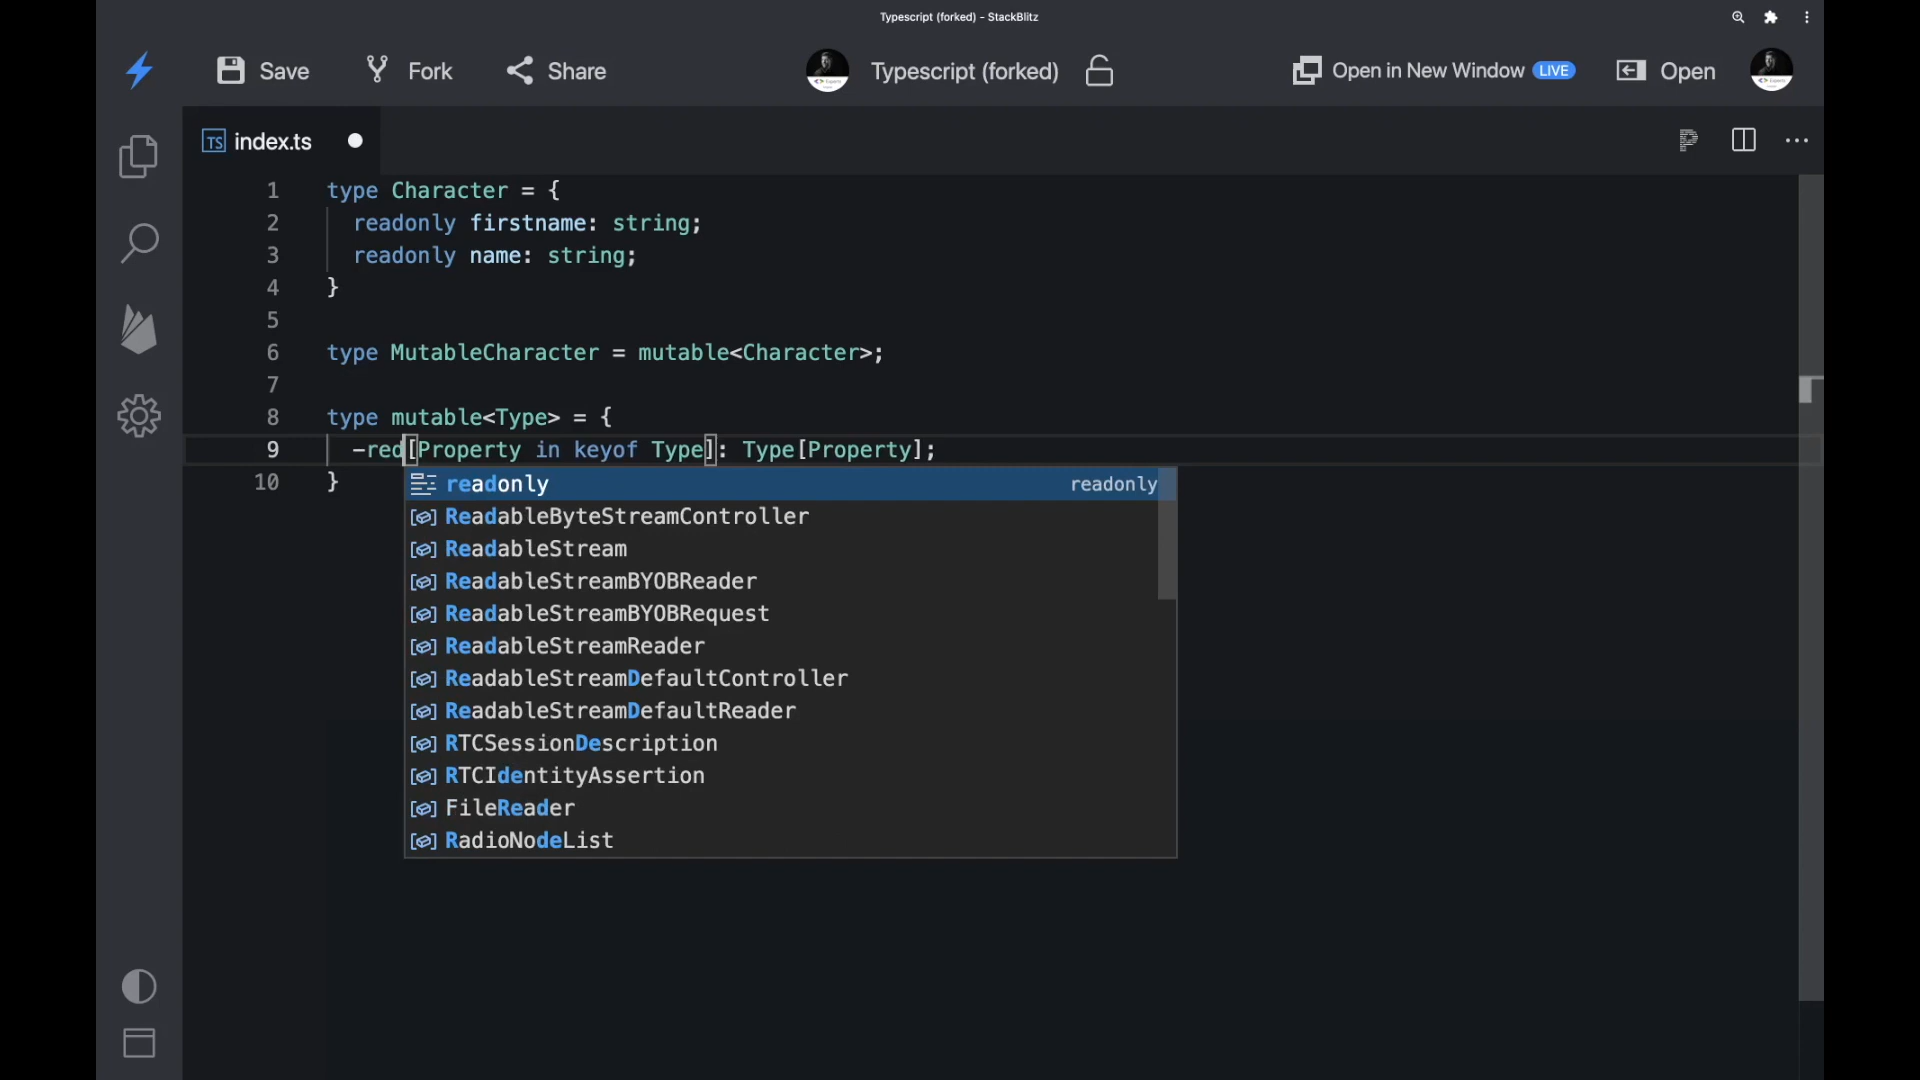 Typescript (forked) - StackBlitz
Save Fork Share Typescript (forked) Open in New Window LIVE Open
TS index.ts
1 type Character = {
2 readonly firstname: string;
3 readonly name: string;
4 }
5
6 type MutableCharacter = mutable<Character>;
7
8 type mutable<Type> = {
9 -red[Property in keyof Type]: Type[Property];
10 }
readonly readonly
ReadableByteStreamController
ReadableStream
ReadableStreamBYOBReader
ReadableStreamBYOBRequest
ReadableStreamReader
ReadableStreamDefaultController
ReadableStreamDefaultReader
RTCSessionDescription
RTCIdentityAssertion
FileReader
RadioNodeList